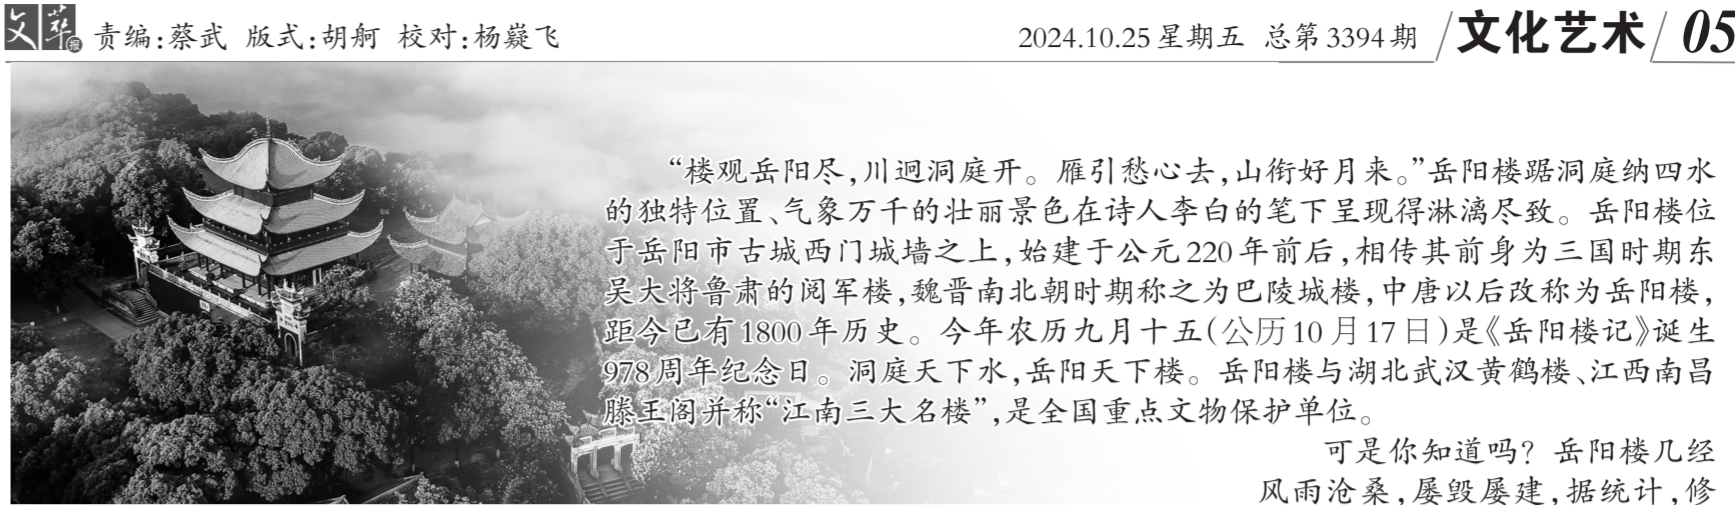 文萃报 责编：蔡武 版式：胡舸 校对：杨嶷飞 2024.10.25 星期五 总第3394期 文化艺术 05
“楼观岳阳尽，川迥洞庭开。雁引愁心去，山衔好月来。”岳阳楼踞洞庭纳四水
的独特位置、气象万千的壮丽景色在诗人李白的笔下呈现得淋漓尽致。岳阳楼位
于岳阳市古城西门城墙之上，始建于公元220年前后，相传其前身为三国时期东
吴大将鲁肃的阅军楼，魏晋南北朝时期称之为巴陵城楼，中唐以后改称为岳阳楼，
距今已有1800年历史。今年农历九月十五（公历10月17日）是《岳阳楼记》诞生
978周年纪念日。洞庭天下水，岳阳天下楼。岳阳楼与湖北武汉黄鹤楼、江西南昌
滕王阁并称“江南三大名楼”，是全国重点文物保护单位。
可是你知道吗？岳阳楼几经
风雨沧桑，屡毁屡建，据统计，修